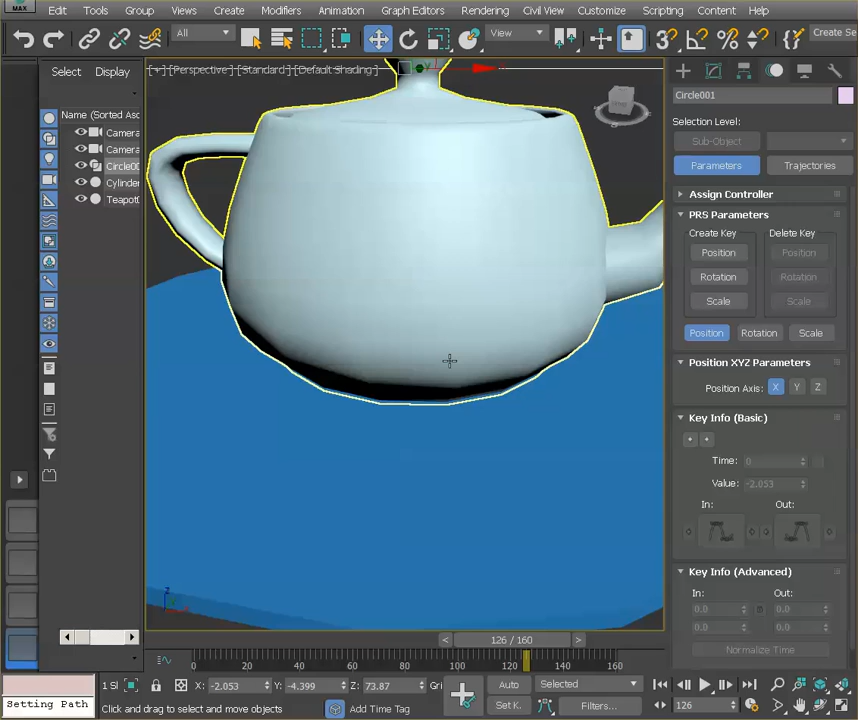 MAX Edit Tools Group Views Create Modifiers Animation Graph Editors Rendering Civil View Customize Scripting Content Help
All View Create Se
Select Display
[+] [Perspective] [Standard] [Default Shading]
Name (Sorted Asc
Camera
Camera
Circle00
Cylinder
Teapot0
Circle001
Selection Level:
Sub-Object
Parameters Trajectories
Assign Controller
PRS Parameters
Create Key Delete Key
Position Position
Rotation Rotation
Scale Scale
Position Rotation Scale
Position XYZ Parameters
Position Axis: X Y Z
Key Info (Basic)
Time: 0
Value: -2.053
In: Out:
Key Info (Advanced)
In: Out:
0.0 0.0
0.0 0.0
Normalize Time
z
< 126 / 160 >
0 20 40 60 80 100 120 140 160
1 Sl X: -2.053 Y: -4.399 Z: 73.87 Gri Auto Selected
Setting Path Click and drag to select and move objects Add Time Tag Set K. Filters... 126